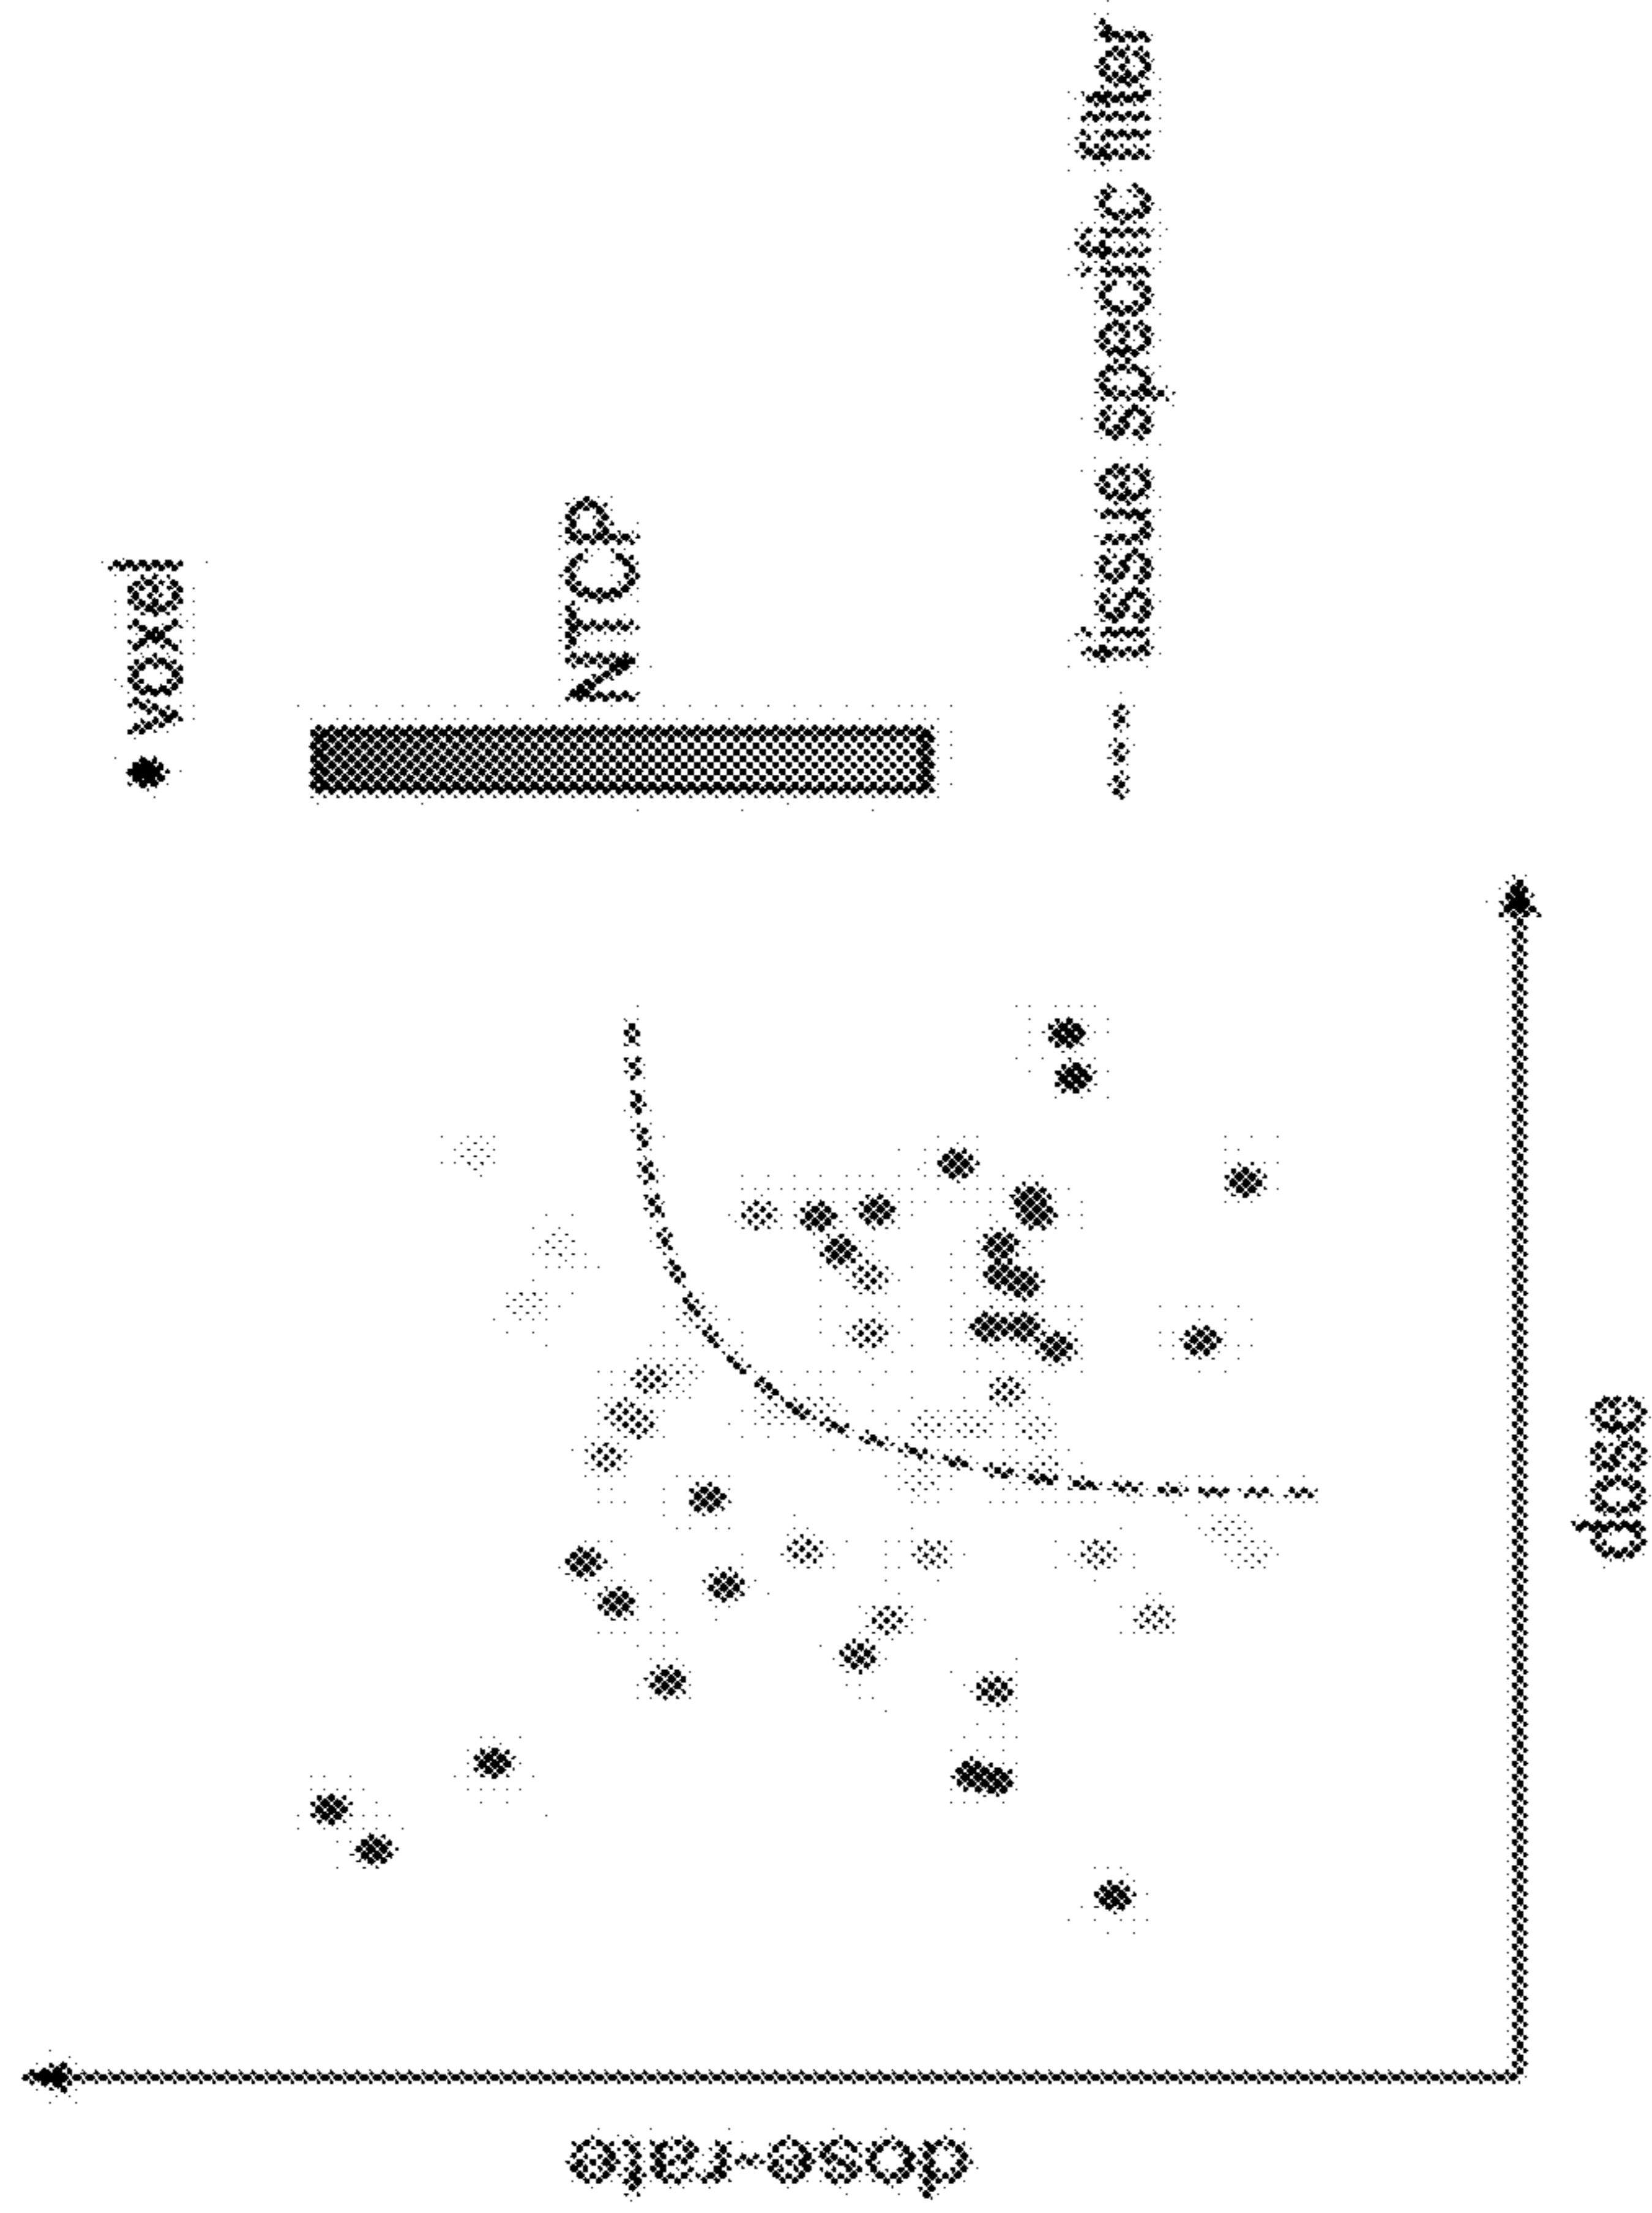 voxel
NTCP
tissue specific filter
dose
dose-rate